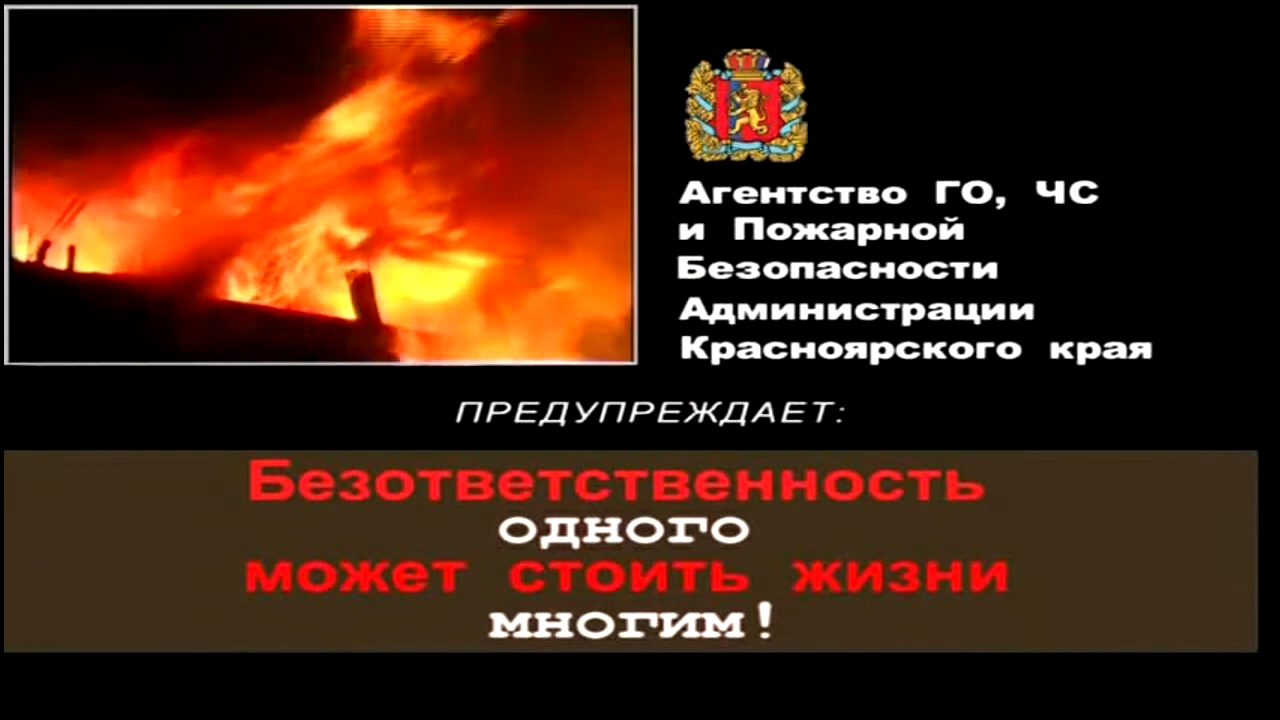 Агентство ГО, ЧС
и Пожарной
Безопасности
Администрации
Красноярского края
ПРЕДУПРЕЖДАЕТ:
Безответственность
одного
может стоить жизни
многим!